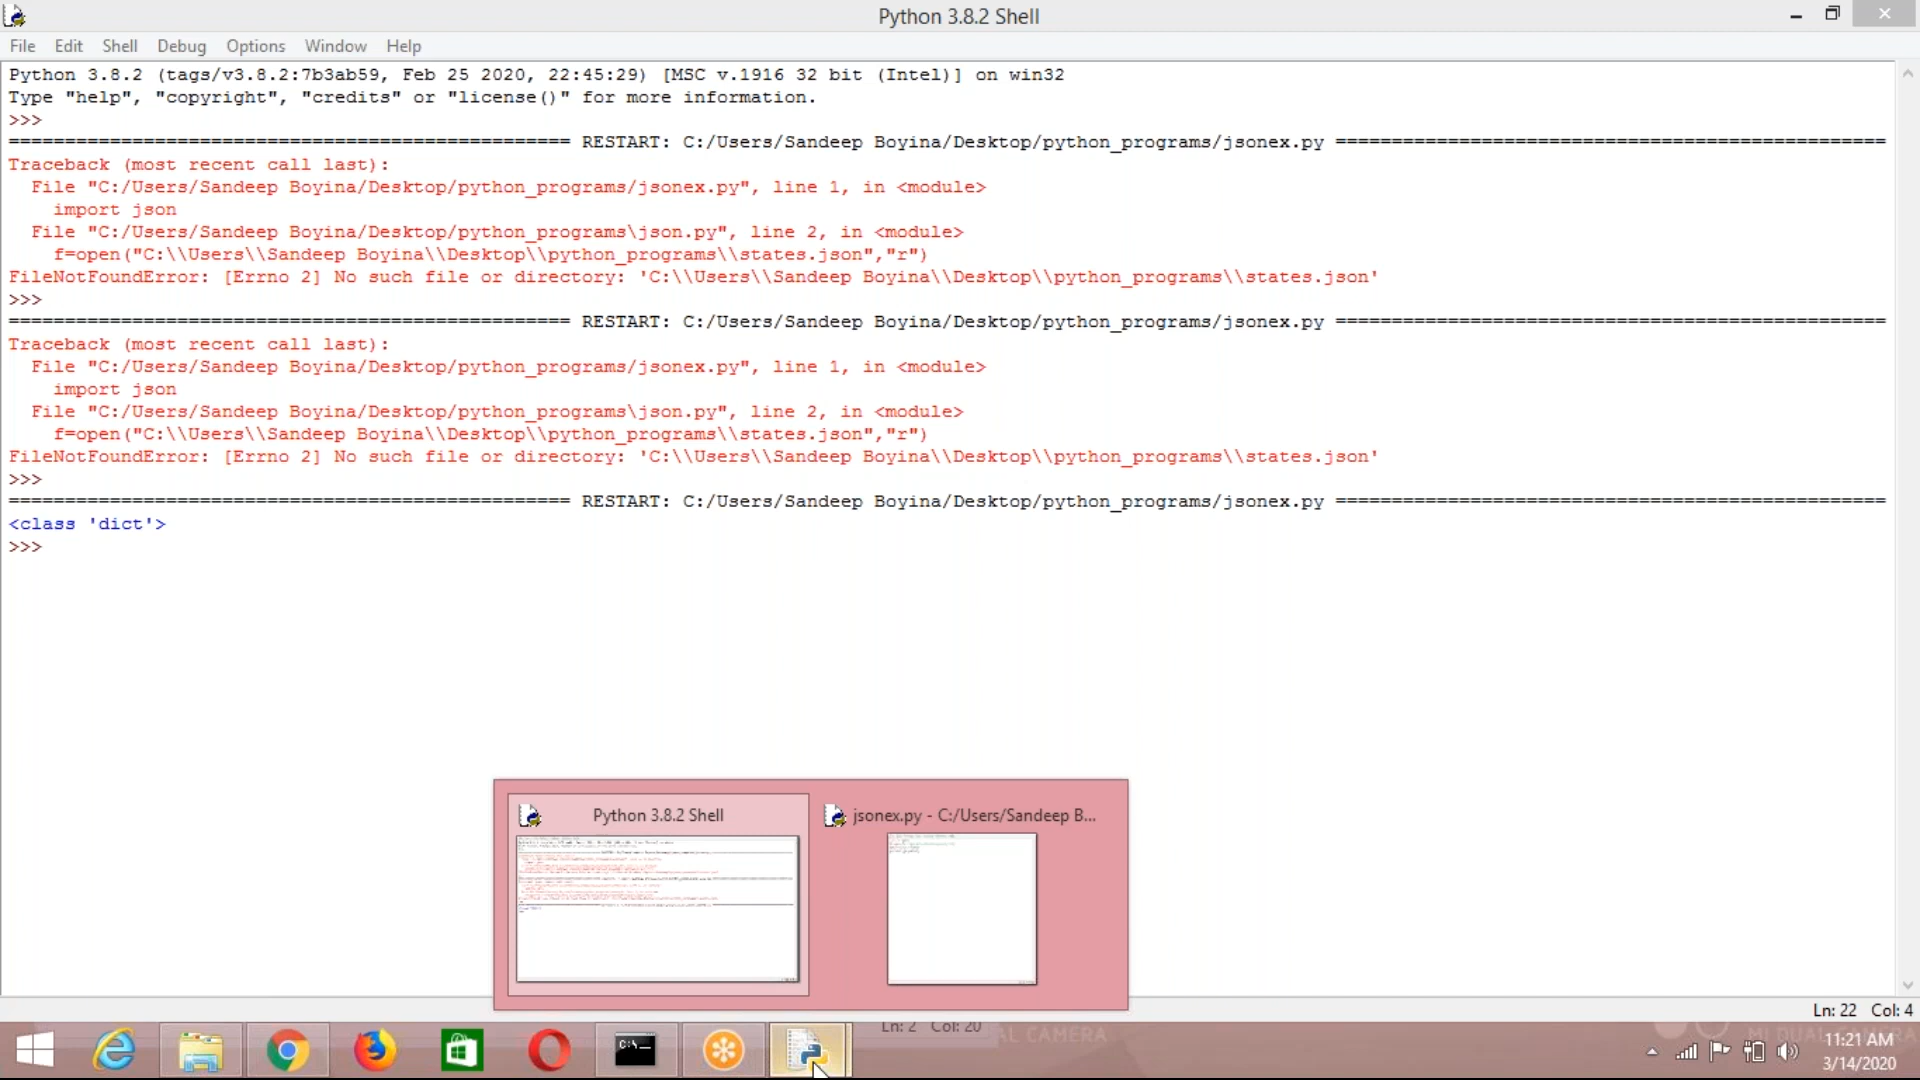 Python 3.8.2 Shell
File Edit Shell Debug Options Window Help
Python 3.8.2 (tags/v3.8.2:7b3ab59, Feb 25 2020, 22:45:29) [MSC v.1916 32 bit (Intel)] on win32
Type "help", "copyright", "credits" or "license()" for more information.
>>>
================================================== RESTART: C:/Users/Sandeep Boyina/Desktop/python_programs/jsonex.py =================================================
Traceback (most recent call last):
  File "C:/Users/Sandeep Boyina/Desktop/python_programs/jsonex.py", line 1, in <module>
    import json
  File "C:/Users/Sandeep Boyina/Desktop/python_programs\json.py", line 2, in <module>
    f=open("C:\\Users\\Sandeep Boyina\\Desktop\\python_programs\\states.json","r")
FileNotFoundError: [Errno 2] No such file or directory: 'C:\\Users\\Sandeep Boyina\\Desktop\\python_programs\\states.json'
>>>
================================================== RESTART: C:/Users/Sandeep Boyina/Desktop/python_programs/jsonex.py =================================================
Traceback (most recent call last):
  File "C:/Users/Sandeep Boyina/Desktop/python_programs/jsonex.py", line 1, in <module>
    import json
  File "C:/Users/Sandeep Boyina/Desktop/python_programs\json.py", line 2, in <module>
    f=open("C:\\Users\\Sandeep Boyina\\Desktop\\python_programs\\states.json","r")
FileNotFoundError: [Errno 2] No such file or directory: 'C:\\Users\\Sandeep Boyina\\Desktop\\python_programs\\states.json'
>>>
================================================== RESTART: C:/Users/Sandeep Boyina/Desktop/python_programs/jsonex.py =================================================
<class 'dict'>
>>>
Python 3.8.2 Shell
jsonex.py - C:/Users/Sandeep B...
Ln: 22 Col: 4
Ln: 2 Col: 20
AL CAMERA
MI DUAL CAMERA
C:\_
11:21 AM
3/14/2020